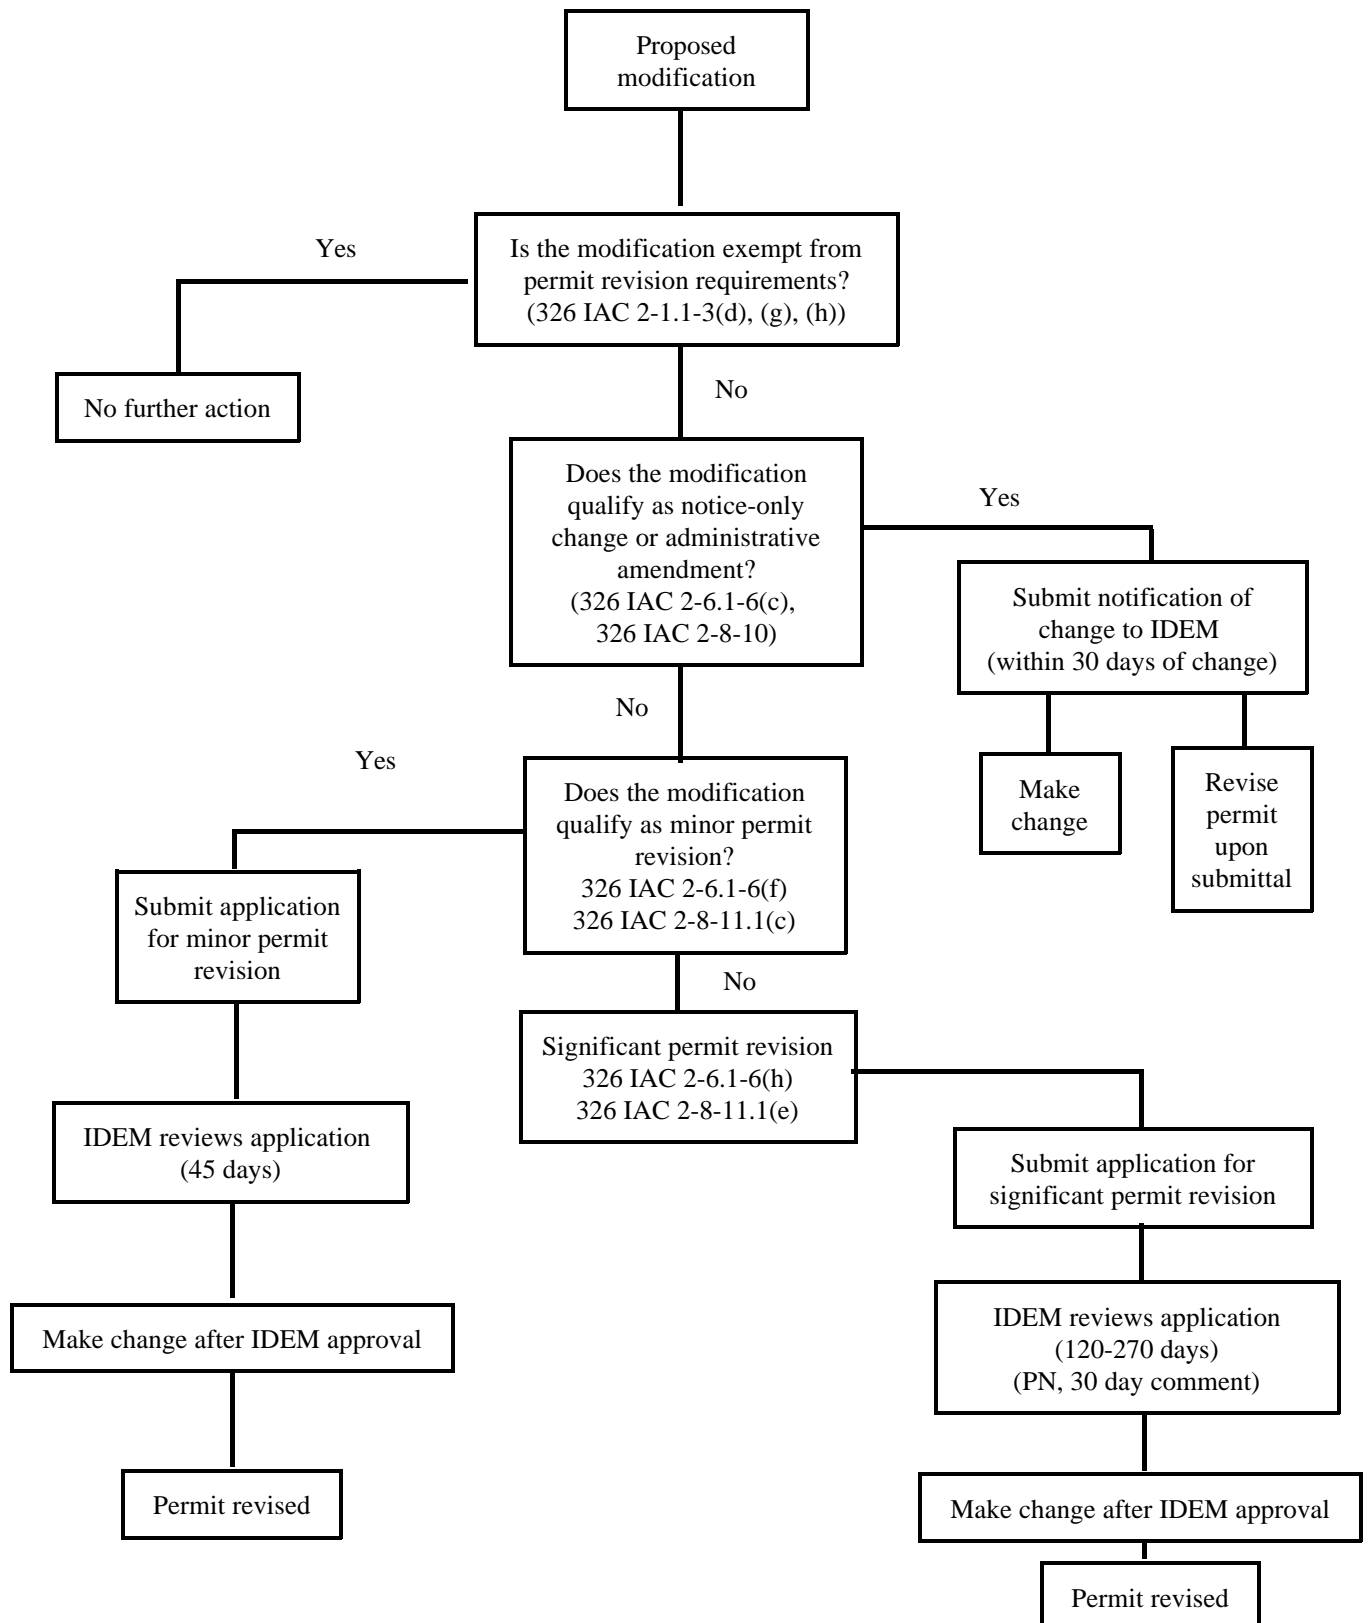 Proposed
modification
Yes
Is the modification exempt from
permit revision requirements?
(326 IAC 2-1.1-3(d), (g), (h))
No further action
No
Does the modification
qualify as notice-only
change or administrative
amendment?
(326 IAC 2-6.1-6(c),
326 IAC 2-8-10)
Yes
Submit notification of
change to IDEM
(within 30 days of change)
Make
change
Revise
permit
upon
submittal
No
Yes
Does the modification
qualify as minor permit
revision?
326 IAC 2-6.1-6(f)
326 IAC 2-8-11.1(c)
Submit application
for minor permit
revision
No
Significant permit revision
326 IAC 2-6.1-6(h)
326 IAC 2-8-11.1(e)
IDEM reviews application
(45 days)
Submit application for
significant permit revision
Make change after IDEM approval
IDEM reviews application
(120-270 days)
(PN, 30 day comment)
Permit revised
Make change after IDEM approval
Permit revised